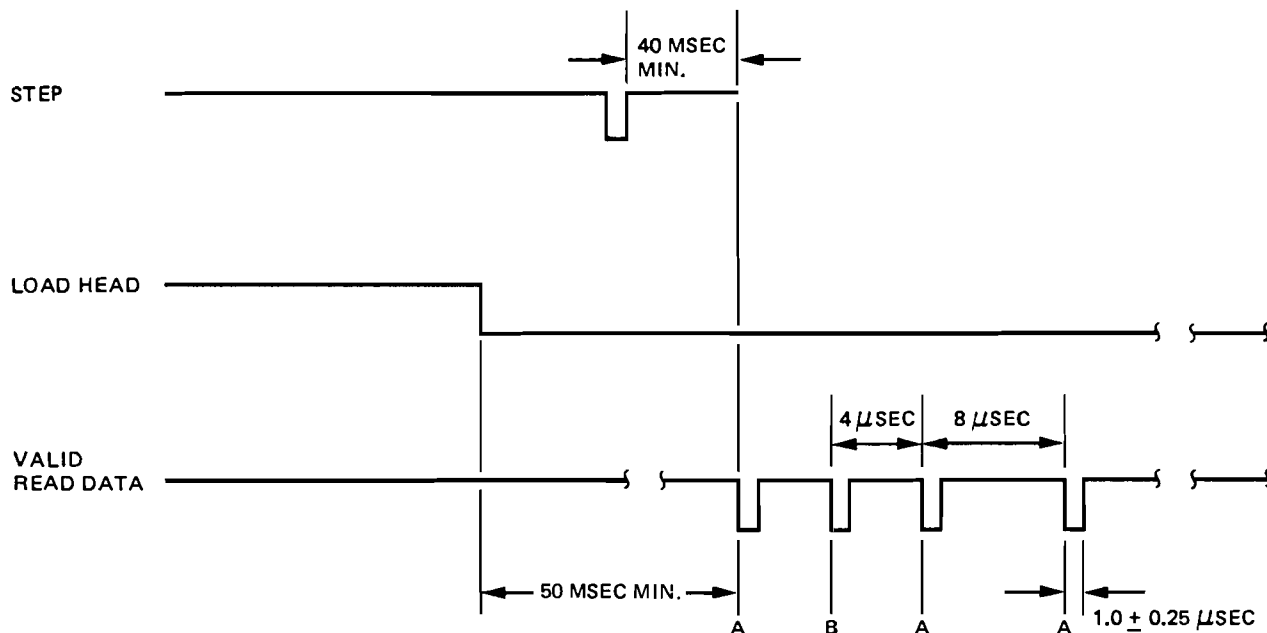 40 MSEC
MIN.
STEP
LOAD HEAD
4 μSEC
8 μSEC
VALID
READ DATA
50 MSEC MIN.
1.0 ± 0.25 μSEC
A
B
A
A